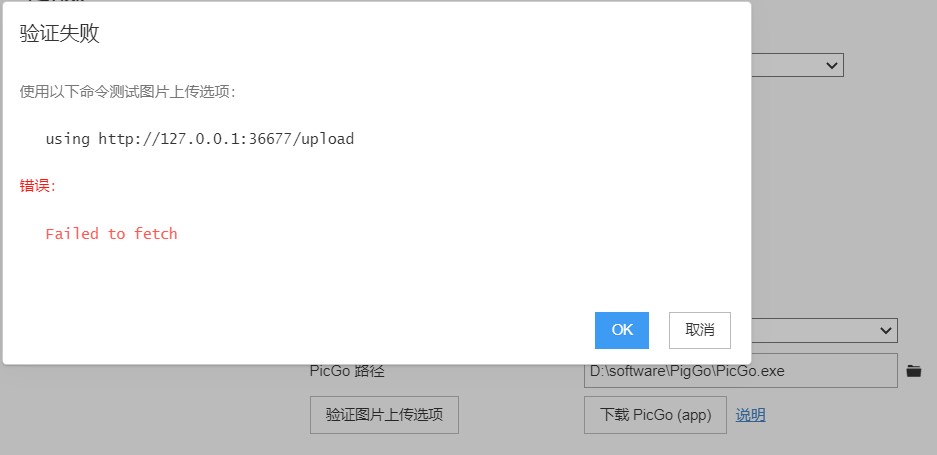 验证失败
使用以下命令测试图片上传选项：
using http://127.0.0.1:36677/upload
错误：
Failed to fetch
OK
取消
PicGo 路径
D:\software\PigGo\PicGo.exe
验证图片上传选项
下载 PicGo (app)
说明